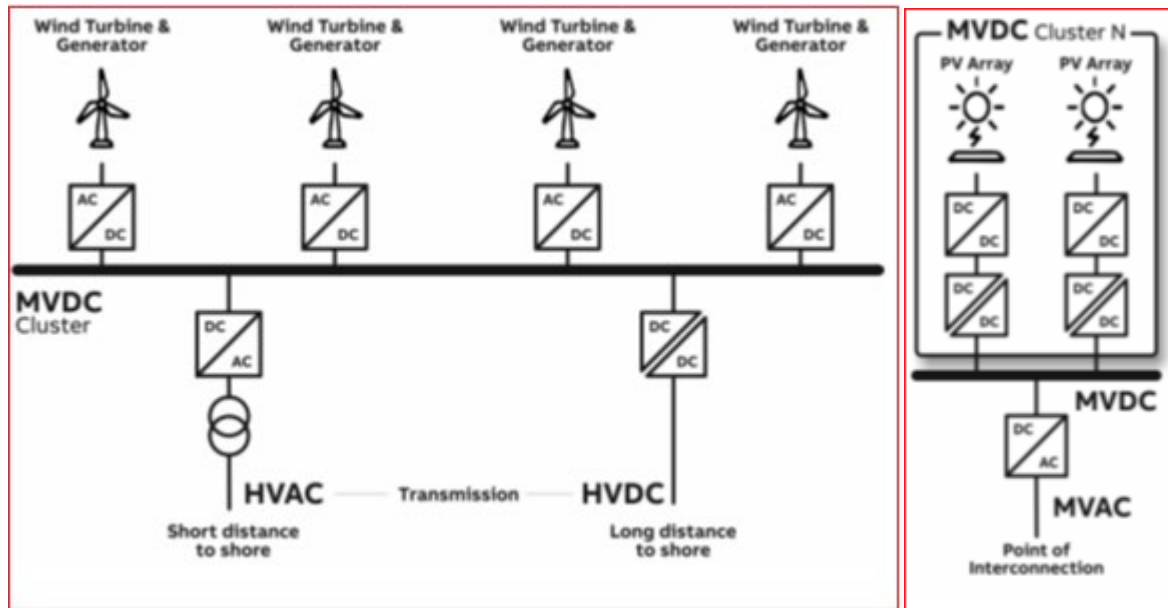 Wind Turbine &
Generator
Wind Turbine &
Generator
Wind Turbine &
Generator
Wind Turbine &
Generator
AC
DC
AC
DC
AC
DC
AC
DC
MVDC
Cluster
DC
AC
DC
DC
HVAC
Transmission
HVDC
Short distance
to shore
Long distance
to shore
MVDC Cluster N
PV Array
PV Array
DC
DC
DC
DC
DC
DC
DC
DC
MVDC
DC
AC
MVAC
Point of
Interconnection